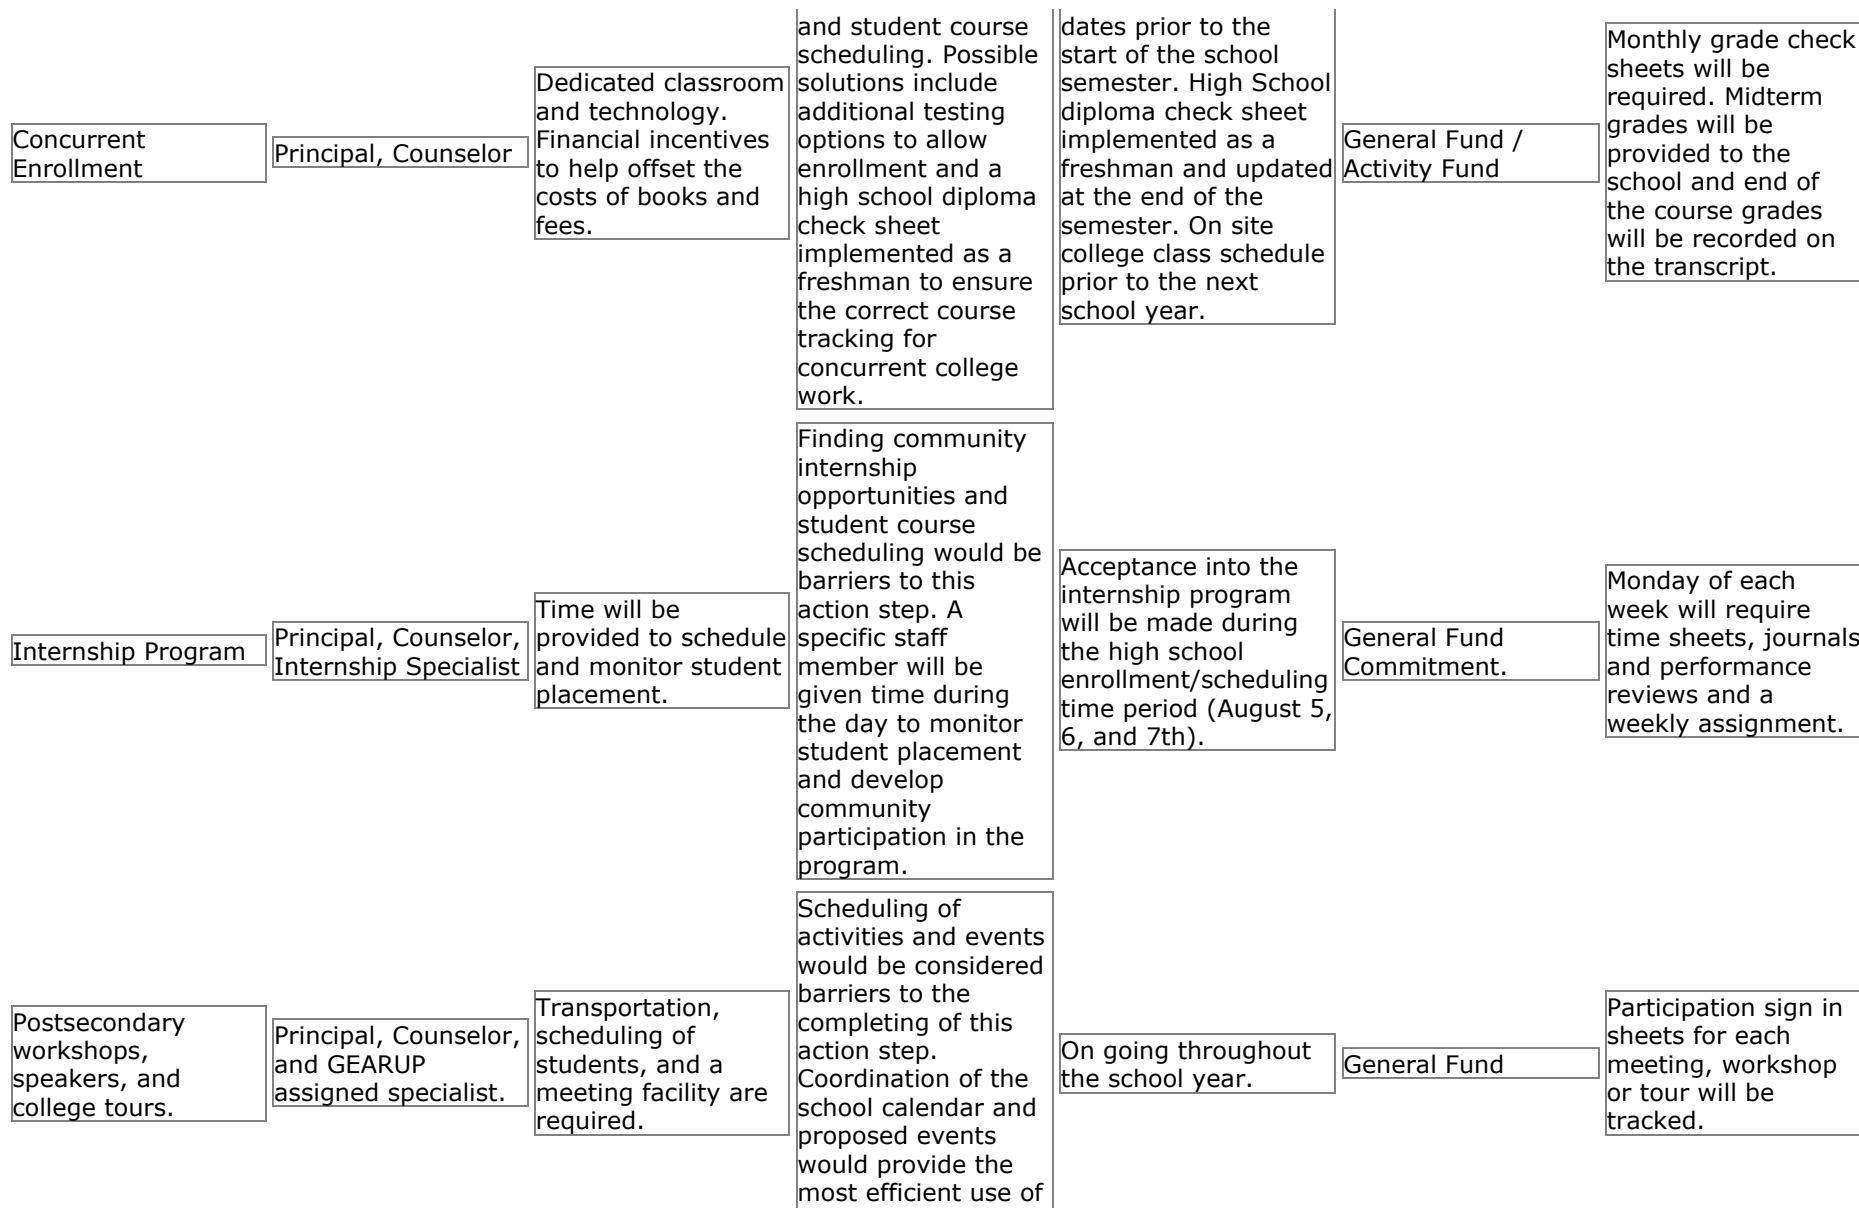 Concurrent
Enrollment
Principal, Counselor
Dedicated classroom
and technology.
Financial incentives
to help offset the
costs of books and
fees.
and student course
scheduling. Possible
solutions include
additional testing
options to allow
enrollment and a
high school diploma
check sheet
implemented as a
freshman to ensure
the correct course
tracking for
concurrent college
work.
dates prior to the
start of the school
semester. High School
diploma check sheet
implemented as a
freshman and updated
at the end of the
semester. On site
college class schedule
prior to the next
school year.
General Fund /
Activity Fund
Monthly grade check
sheets will be
required. Midterm
grades will be
provided to the
school and end of
the course grades
will be recorded on
the transcript.
Internship Program
Principal, Counselor,
Internship Specialist
Time will be
provided to schedule
and monitor student
placement.
Finding community
internship
opportunities and
student course
scheduling would be
barriers to this
action step. A
specific staff
member will be
given time during
the day to monitor
student placement
and develop
community
participation in the
program.
Acceptance into the
internship program
will be made during
the high school
enrollment/scheduling
time period (August 5,
6, and 7th).
General Fund
Commitment.
Monday of each
week will require
time sheets, journals
and performance
reviews and a
weekly assignment.
Postsecondary
workshops,
speakers, and
college tours.
Principal, Counselor,
and GEARUP
assigned specialist.
Transportation,
scheduling of
students, and a
meeting facility are
required.
Scheduling of
activities and events
would be considered
barriers to the
completing of this
action step.
Coordination of the
school calendar and
proposed events
would provide the
most efficient use of
On going throughout
the school year.
General Fund
Participation sign in
sheets for each
meeting, workshop
or tour will be
tracked.